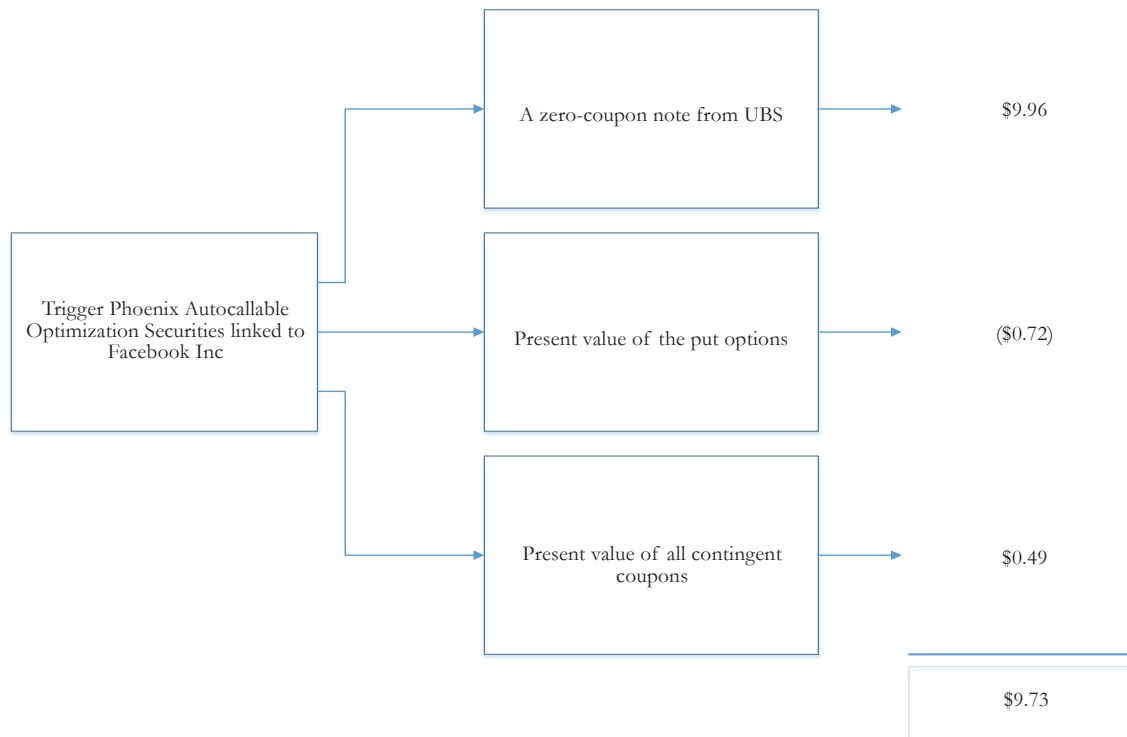 A zero-coupon note from UBS
$9.96
Trigger Phoenix Autocallable
Optimization Securities linked to
Facebook Inc
Present value of the put options
($0.72)
Present value of all contingent
coupons
$0.49
$9.73